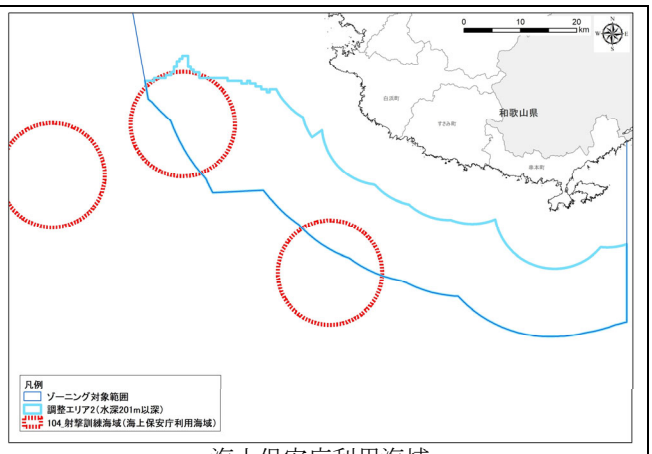 0 10 20
km
N
W E
S
和歌山県
白浜町
すさみ町
串本町
凡例
ゾーニング対象範囲
調整エリア2(水深201m以深)
104_射撃訓練海域(海上保安庁利用海域)
海上保安庁利用海域